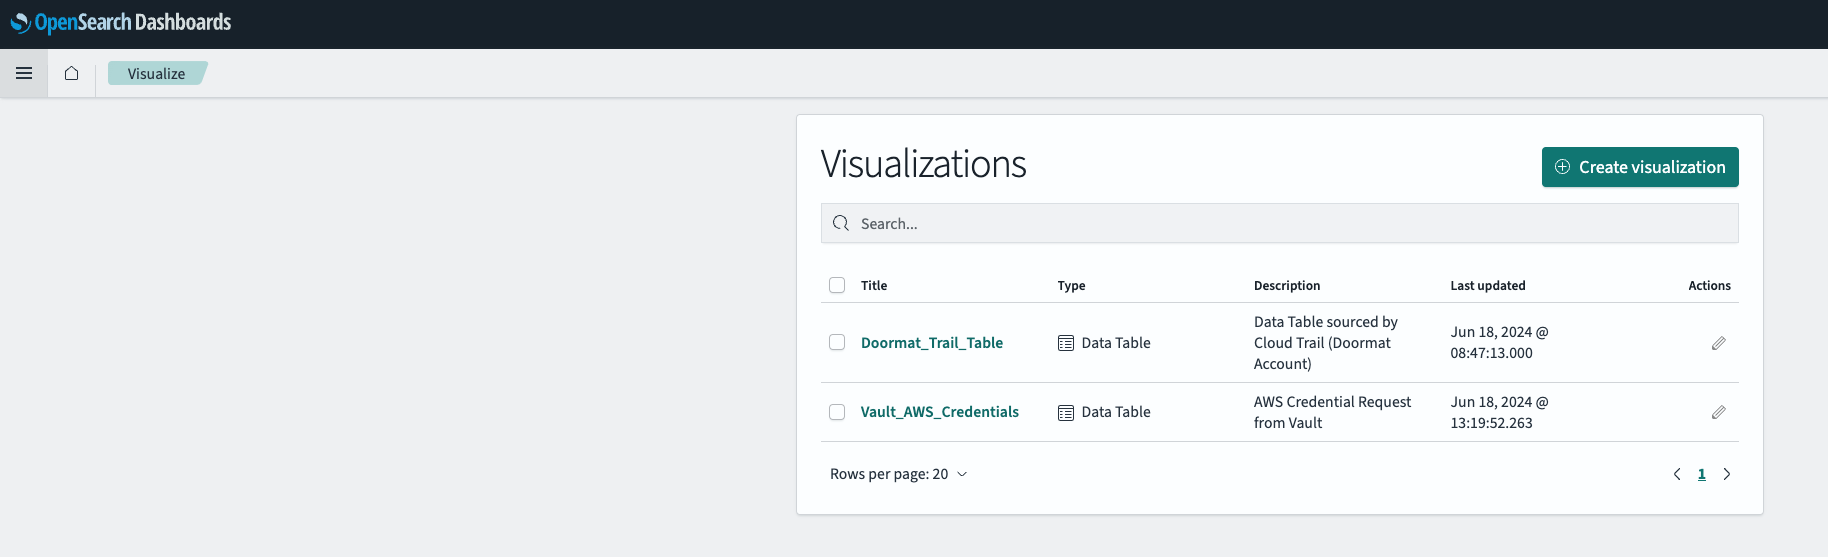 OpenSearch Dashboards
Visualize
Visualizations
Create visualization
Search...
Title Type Description Last updated Actions
Doormat_Trail_Table
Data Table
Data Table sourced by
Cloud Trail (Doormat
Account)
Jun 18, 2024 @
08:47:13.000
Vault_AWS_Credentials
Data Table
AWS Credential Request
from Vault
Jun 18, 2024 @
13:19:52.263
Rows per page: 20
1